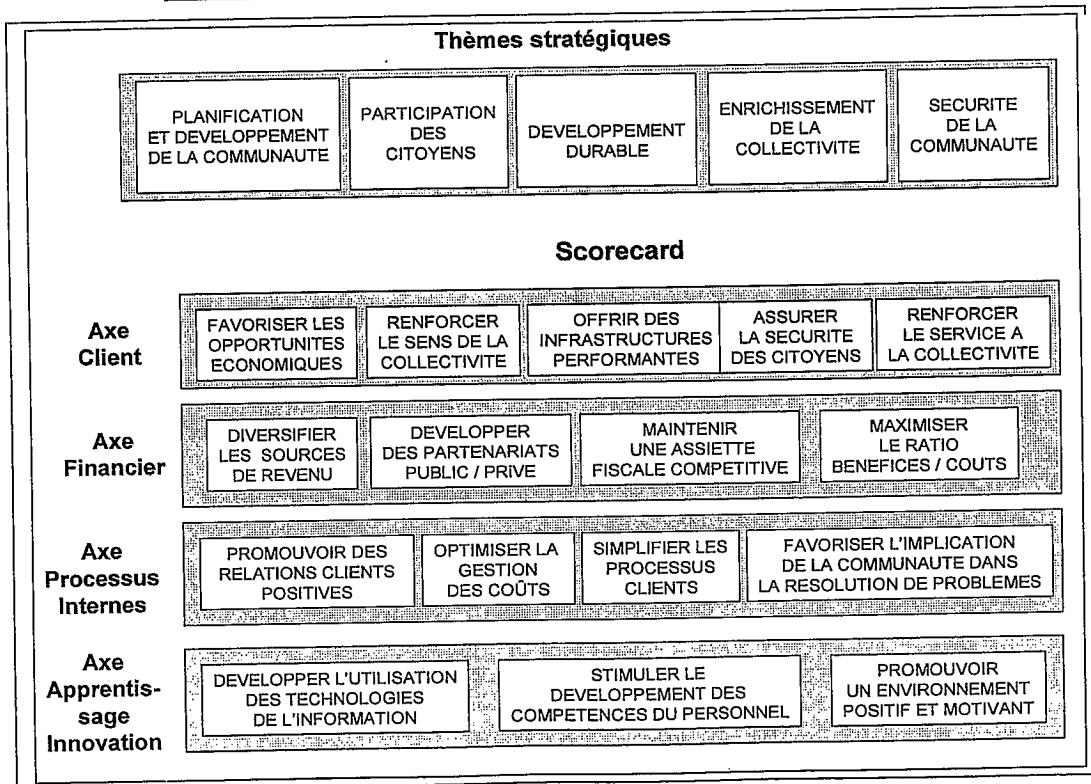 Thèmes stratégiques
PLANIFICATION
ET DEVELOPPEMENT
DE LA COMMUNAUTE
PARTICIPATION
DES
CITOYENS
DEVELOPPEMENT
DURABLE
ENRICHISSEMENT
DE LA
COLLECTIVITE
SECURITE
DE LA
COMMUNAUTE
Scorecard
Axe
Client
FAVORISER LES
OPPORTUNITES
ECONOMIQUES
RENFORCER
LE SENS DE LA
COLLECTIVITE
OFFRIR DES
INFRASTRUCTURES
PERFORMANTES
ASSURER
LA SECURITE
DES CITOYENS
RENFORCER
LE SERVICE A
LA COLLECTIVITE
Axe
Financier
DIVERSIFIER
LES SOURCES
DE REVENU
DEVELOPPER
DES PARTENARIATS
PUBLIC / PRIVE
MAINTENIR
UNE ASSIETTE
FISCALE COMPETITIVE
MAXIMISER
LE RATIO
BENEFICES / COUTS
Axe
Processus
Internes
PROMOUVOIR DES
RELATIONS CLIENTS
POSITIVES
OPTIMISER LA
GESTION
DES COÛTS
SIMPLIFIER LES
PROCESSUS
CLIENTS
FAVORISER L'IMPLICATION
DE LA COMMUNAUTE DANS
LA RESOLUTION DE PROBLEMES
Axe
Apprentis-
sage
Innovation
DEVELOPPER L'UTILISATION
DES TECHNOLOGIES
DE L'INFORMATION
STIMULER LE
DEVELOPPEMENT DES
COMPETENCES DU PERSONNEL
PROMOUVOIR
UN ENVIRONNEMENT
POSITIF ET MOTIVANT